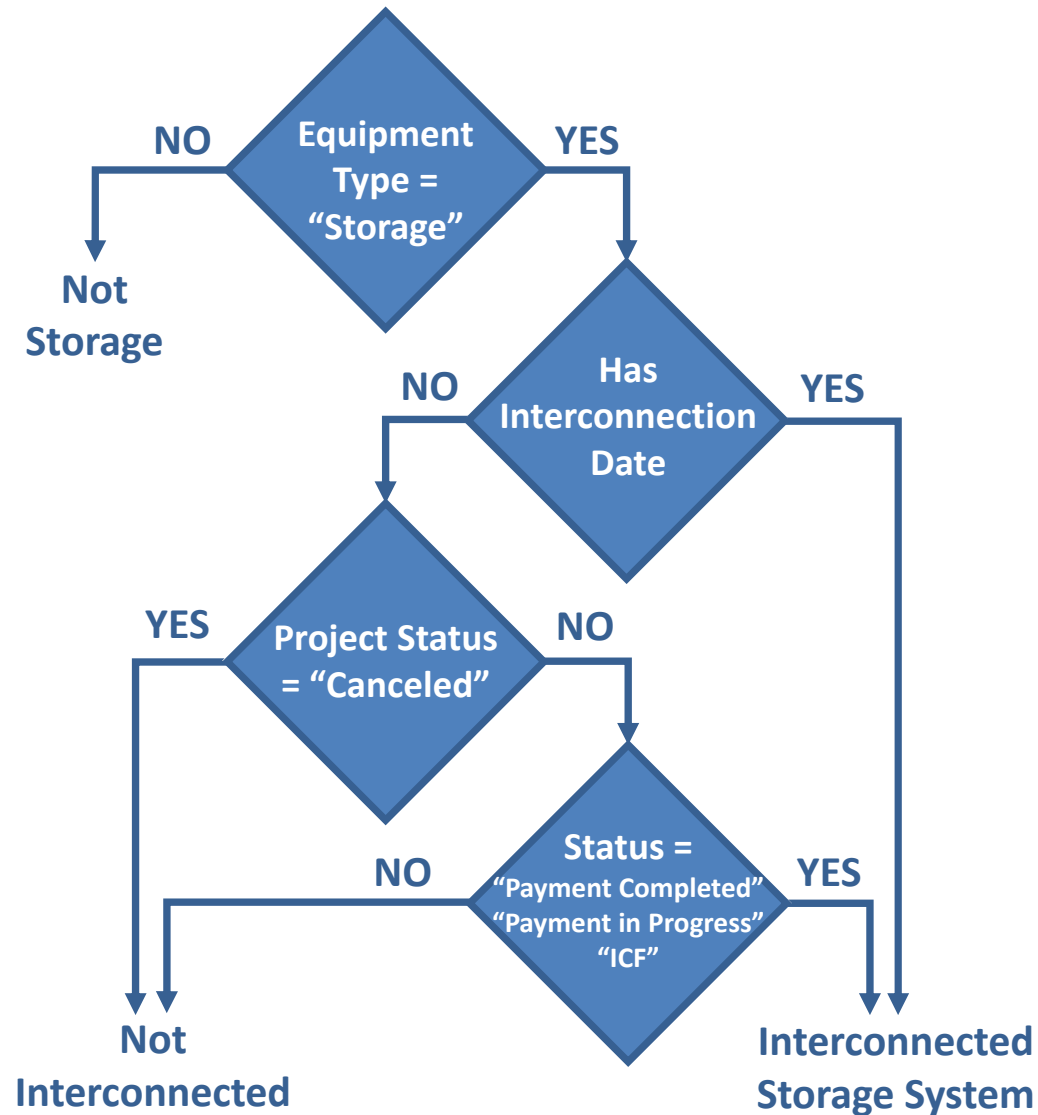 NO
Equipment
Type =
“Storage”
YES
Not
Storage
NO
Has
Interconnection
Date
YES
YES
Project Status
= “Canceled”
NO
NO
Status =
“Payment Completed”
“Payment in Progress”
“ICF”
YES
Not
Interconnected
Interconnected
Storage System